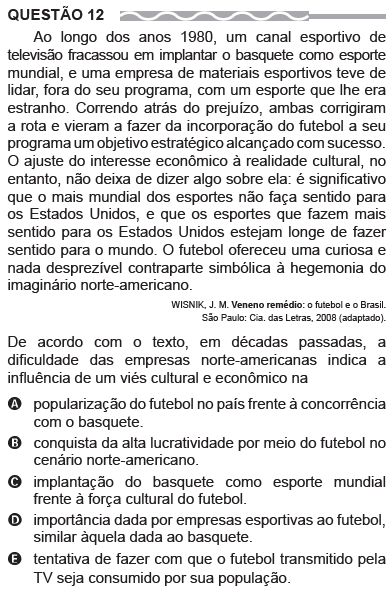 QUESTÃO 12
Ao longo dos anos 1980, um canal esportivo de
televisão fracassou em implantar o basquete como esporte
mundial, e uma empresa de materiais esportivos teve de
lidar, fora do seu programa, com um esporte que lhe era
estranho. Correndo atrás do prejuízo, ambas corrigiram
a rota e vieram a fazer da incorporação do futebol a seu
programa um objetivo estratégico alcançado com sucesso.
O ajuste do interesse econômico à realidade cultural, no
entanto, não deixa de dizer algo sobre ela: é significativo
que o mais mundial dos esportes não faça sentido para
os Estados Unidos, e que os esportes que fazem mais
sentido para os Estados Unidos estejam longe de fazer
sentido para o mundo. O futebol ofereceu uma curiosa e
nada desprezível contraparte simbólica à hegemonia do
imaginário norte-americano.
WISNIK, J. M. Veneno remédio: o futebol e o Brasil.
São Paulo: Cia. das Letras, 2008 (adaptado).
De acordo com o texto, em décadas passadas, a
dificuldade das empresas norte-americanas indica a
influência de um viés cultural e econômico na
A popularização do futebol no país frente à concorrência
com o basquete.
B conquista da alta lucratividade por meio do futebol no
cenário norte-americano.
C implantação do basquete como esporte mundial
frente à força cultural do futebol.
D importância dada por empresas esportivas ao futebol,
similar àquela dada ao basquete.
E tentativa de fazer com que o futebol transmitido pela
TV seja consumido por sua população.